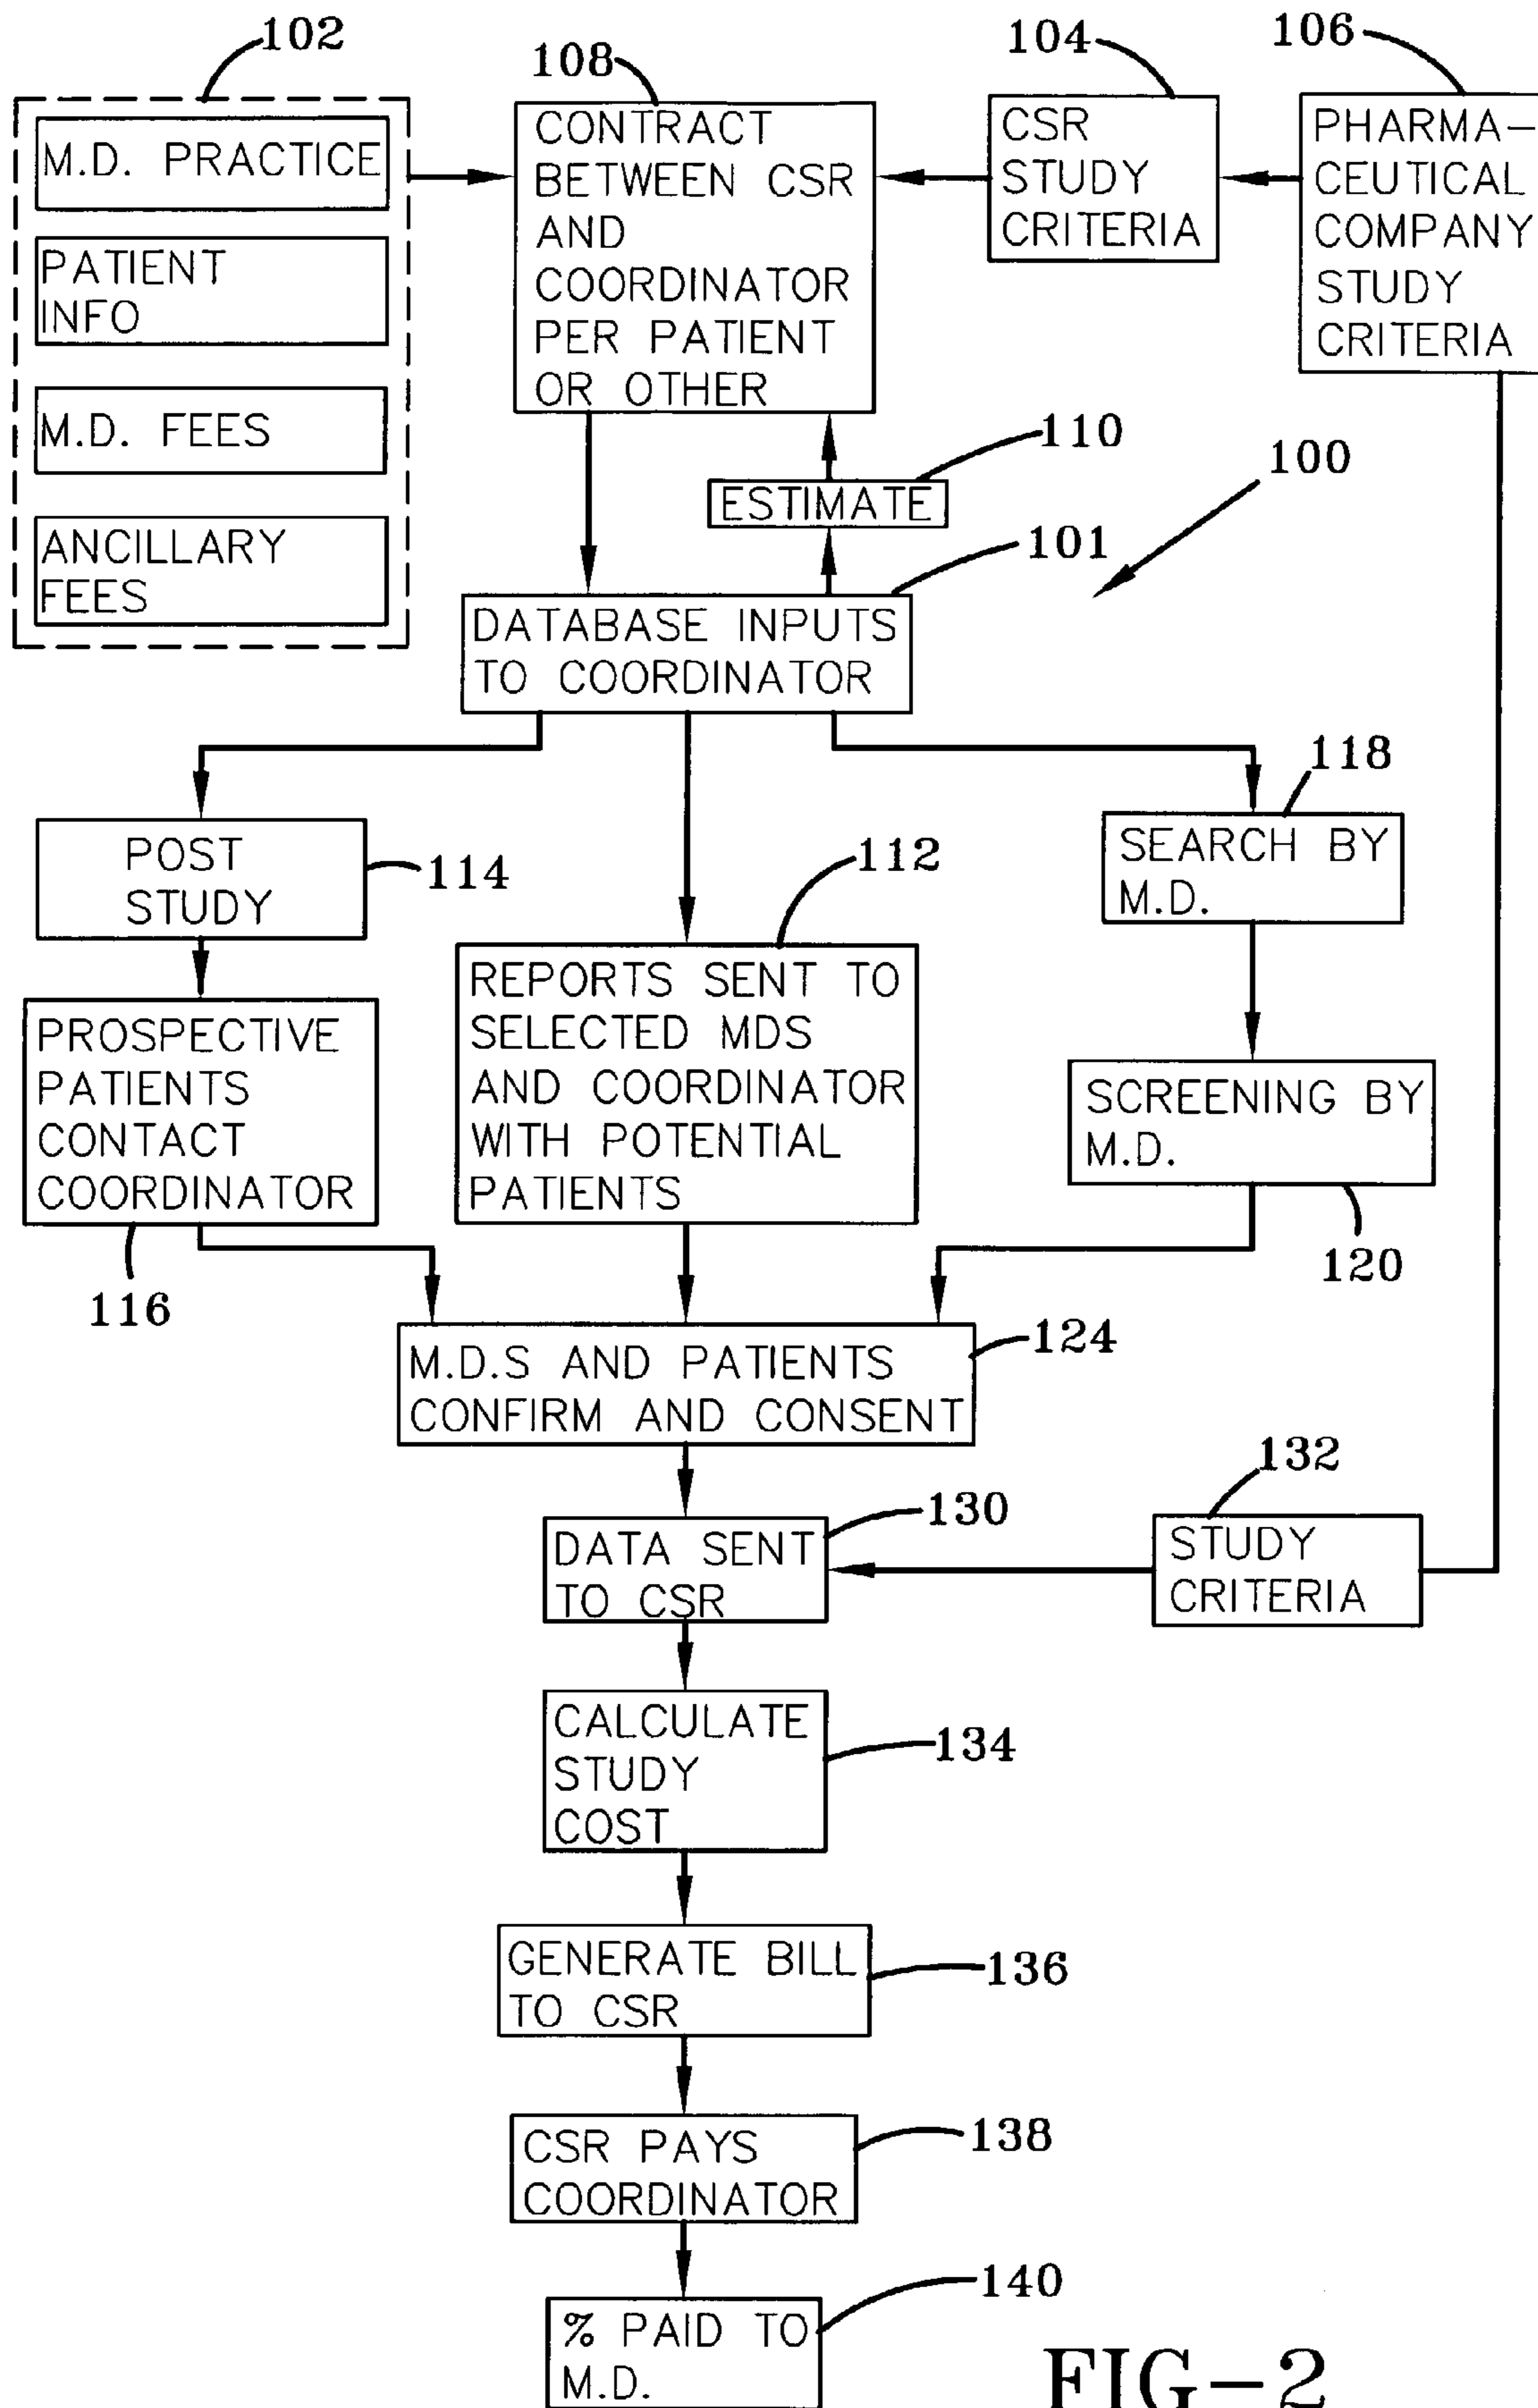 102
M.D. PRACTICE
PATIENT
INFO
M.D. FEES
ANCILLARY
FEES
108
CONTRACT
BETWEEN CSR
AND
COORDINATOR
PER PATIENT
OR OTHER
104
CSR
STUDY
CRITERIA
106
PHARMA-
CEUTICAL
COMPANY
STUDY
CRITERIA
110
ESTIMATE
100
101
DATABASE INPUTS
TO COORDINATOR
POST
STUDY
114
112
118
SEARCH BY
M.D.
PROSPECTIVE
PATIENTS
CONTACT
COORDINATOR
116
REPORTS SENT TO
SELECTED MDS
AND COORDINATOR
WITH POTENTIAL
PATIENTS
SCREENING BY
M.D.
120
M.D.S AND PATIENTS
CONFIRM AND CONSENT
124
DATA SENT
TO CSR
130
132
STUDY
CRITERIA
CALCULATE
STUDY
COST
134
GENERATE BILL
TO CSR
136
CSR PAYS
COORDINATOR
138
% PAID TO
M.D.
140
FIG-2